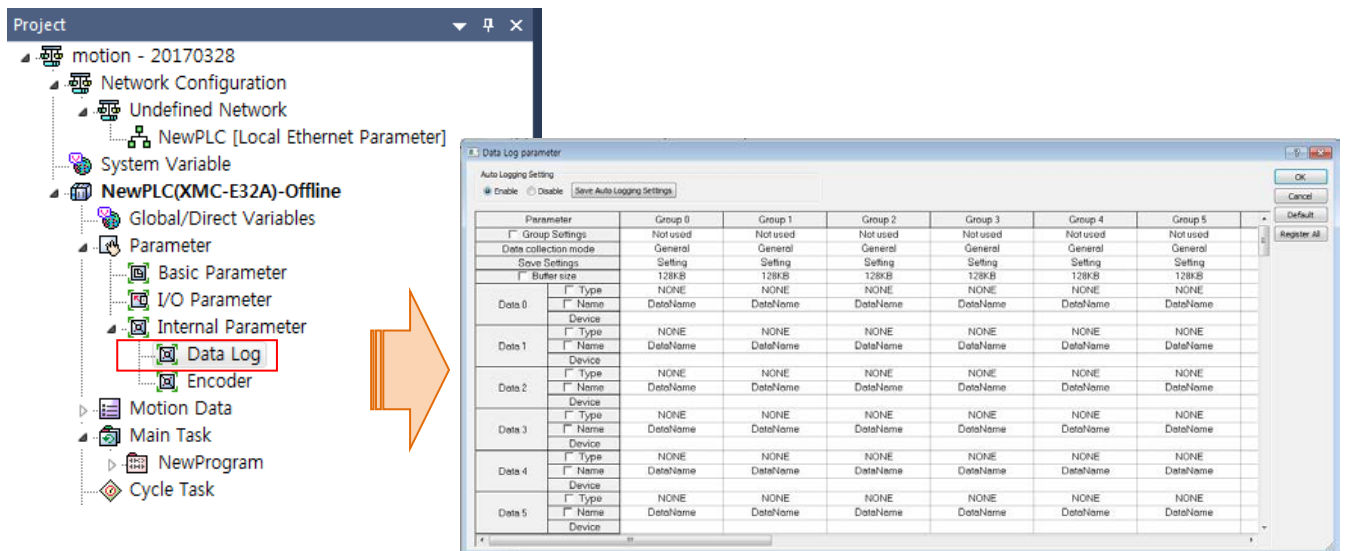 Project
motion - 20170328
Network Configuration
Undefined Network
NewPLC [Local Ethernet Parameter]
System Variable
NewPLC(XMC-E32A)-Offline
Global/Direct Variables
Parameter
Basic Parameter
I/O Parameter
Internal Parameter
Data Log
Encoder
Motion Data
Main Task
NewProgram
Cycle Task
Data Log parameter
Auto Logging Setting
Enable Disable Save Auto Logging Settings
OK
Cancel
Default
Register All
Parameter Group 0 Group 1 Group 2 Group 3 Group 4 Group 5
Group Settings Not used Not used Not used Not used Not used Not used
Data collection mode General General General General General General
Save Settings Setting Setting Setting Setting Setting Setting
Buffer size 128KB 128KB 128KB 128KB 128KB 128KB
Data 0
Type NONE NONE NONE NONE NONE NONE
Name DataName DataName DataName DataName DataName DataName
Device
Data 1
Type NONE NONE NONE NONE NONE NONE
Name DataName DataName DataName DataName DataName DataName
Device
Data 2
Type NONE NONE NONE NONE NONE NONE
Name DataName DataName DataName DataName DataName DataName
Device
Data 3
Type NONE NONE NONE NONE NONE NONE
Name DataName DataName DataName DataName DataName DataName
Device
Data 4
Type NONE NONE NONE NONE NONE NONE
Name DataName DataName DataName DataName DataName DataName
Device
Data 5
Type NONE NONE NONE NONE NONE NONE
Name DataName DataName DataName DataName DataName DataName
Device